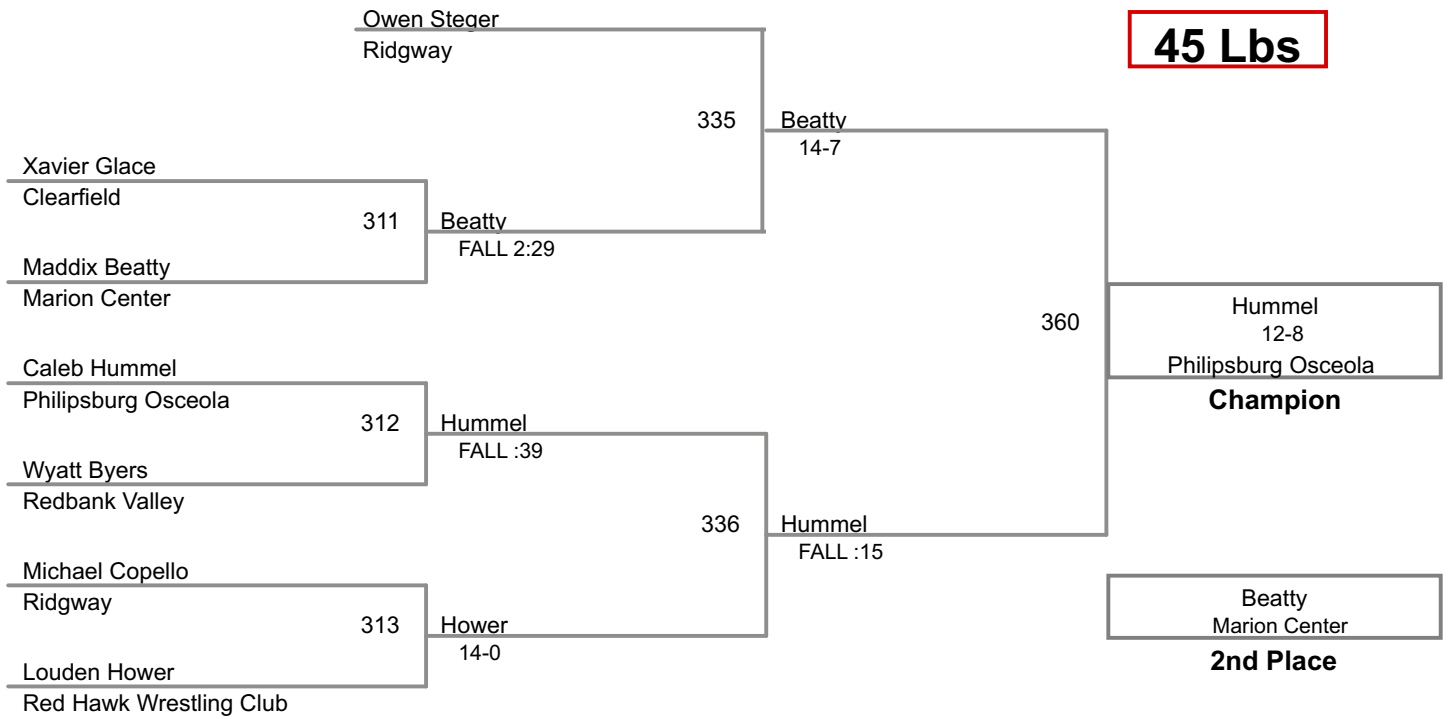 Owen Steger
Ridgway
45 Lbs
335
Beatty
14-7
Xavier Glace
Clearfield
311
Beatty
FALL 2:29
Maddix Beatty
Marion Center
360
Hummel
12-8
Philipsburg Osceola
Champion
Caleb Hummel
Philipsburg Osceola
312
Hummel
FALL :39
Wyatt Byers
Redbank Valley
336
Hummel
FALL :15
Michael Copello
Ridgway
313
Hower
14-0
Louden Hower
Red Hawk Wrestling Club
Beatty
Marion Center
2nd Place